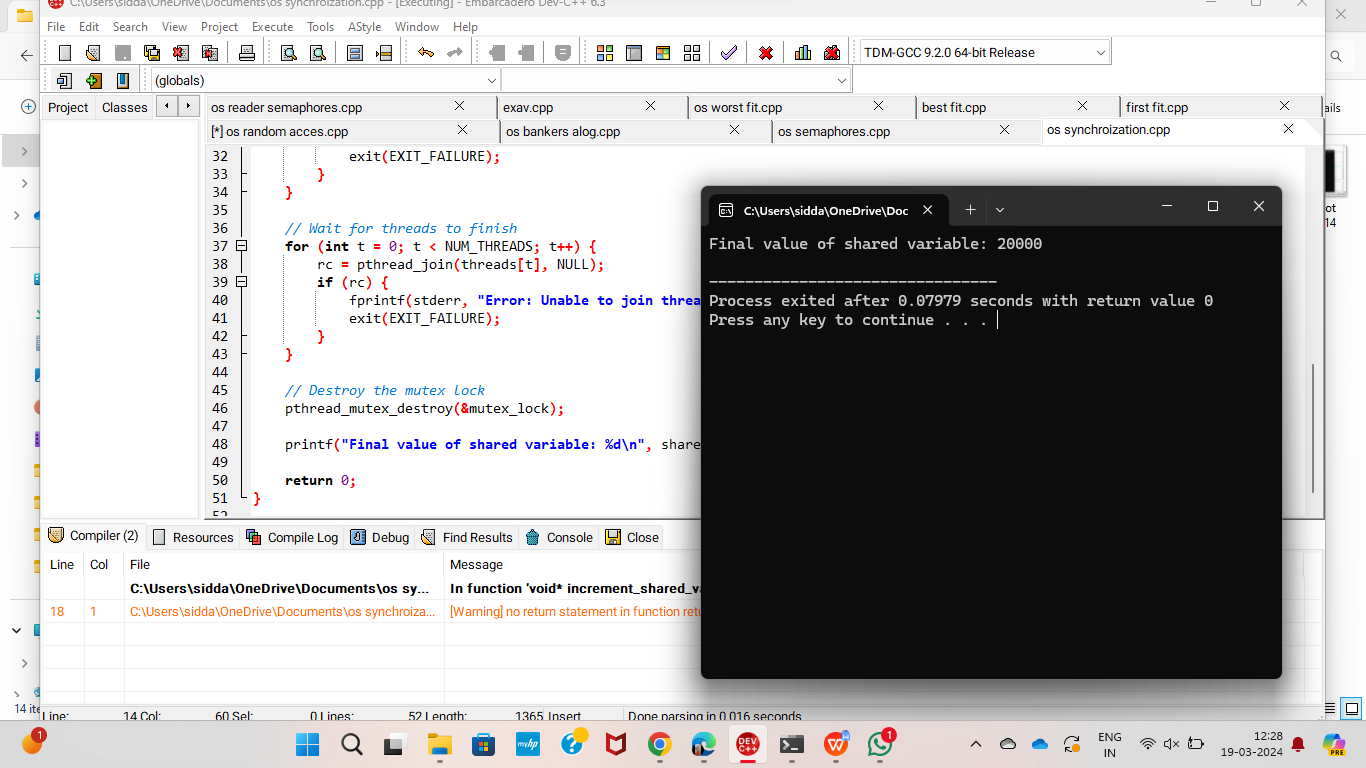 C:\Users\sidda\OneDrive\Documents\os synchroization.cpp - [Executing] - Embarcadero Dev-C++ 6.3
File Edit Search View Project Execute Tools AStyle Window Help
TDM-GCC 9.2.0 64-bit Release
(globals)
Project Classes os reader semaphores.cpp exav.cpp os worst fit.cpp best fit.cpp first fit.cpp
[*] os random acces.cpp os bankers alog.cpp os semaphores.cpp os synchroization.cpp
32 exit(EXIT_FAILURE);
33 }
34 }
35
36 // Wait for threads to finish
37 for (int t = 0; t < NUM_THREADS; t++) {
38 rc = pthread_join(threads[t], NULL);
39 if (rc) {
40 fprintf(stderr, "Error: Unable to join threa
41 exit(EXIT_FAILURE);
42 }
43 }
44
45 // Destroy the mutex lock
46 pthread_mutex_destroy(&mutex_lock);
47
48 printf("Final value of shared variable: %d\n", share
49
50 return 0;
51 }
52
C:\Users\sidda\OneDrive\Doc
Final value of shared variable: 20000
--------------------------------
Process exited after 0.07979 seconds with return value 0
Press any key to continue . . .
ails
ot
14
Compiler (2) Resources Compile Log Debug Find Results Console Close
Line Col File Message
C:\Users\sidda\OneDrive\Documents\os sy... In function 'void* increment_shared_va
18 1 C:\Users\sidda\OneDrive\Documents\os synchroiza... [Warning] no return statement in function retu
14 ite
Line: 14 Col: 60 Sel: 0 Lines: 52 Length: 1365 Insert Done parsing in 0.016 seconds
1
myhp
DEV C++
1
ENG
IN
12:28
19-03-2024
PRE